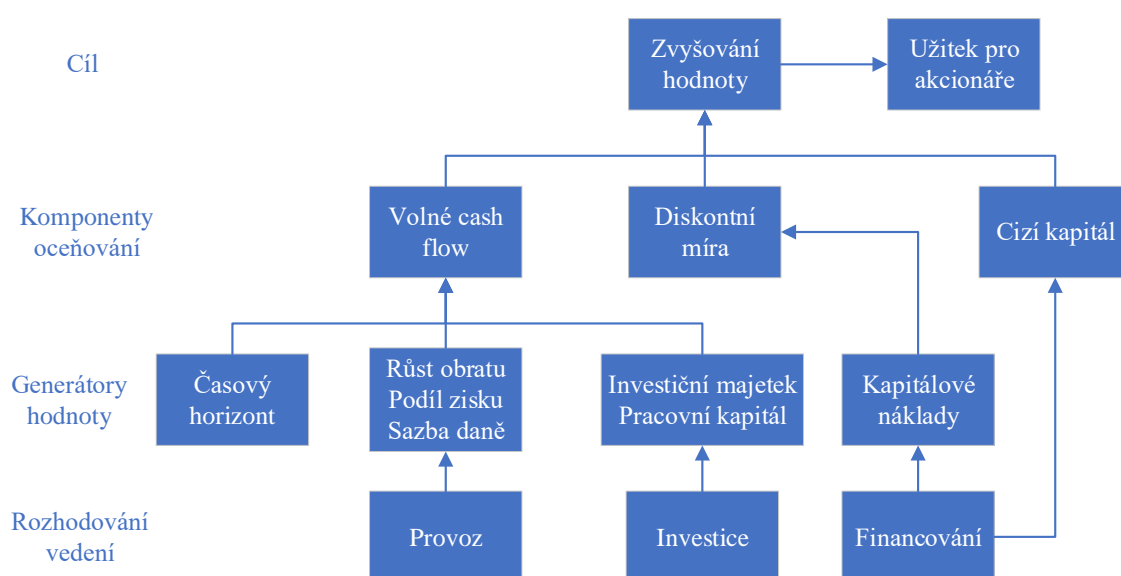 Cíl
Zvyšování
hodnoty
Užitek pro
akcionáře
Komponenty
oceňování
Volné cash
flow
Diskontní
míra
Cizí kapitál
Generátory
hodnoty
Časový
horizont
Růst obratu
Podíl zisku
Sazba daně
Investiční majetek
Pracovní kapitál
Kapitálové
náklady
Rozhodování
vedení
Provoz
Investice
Financování